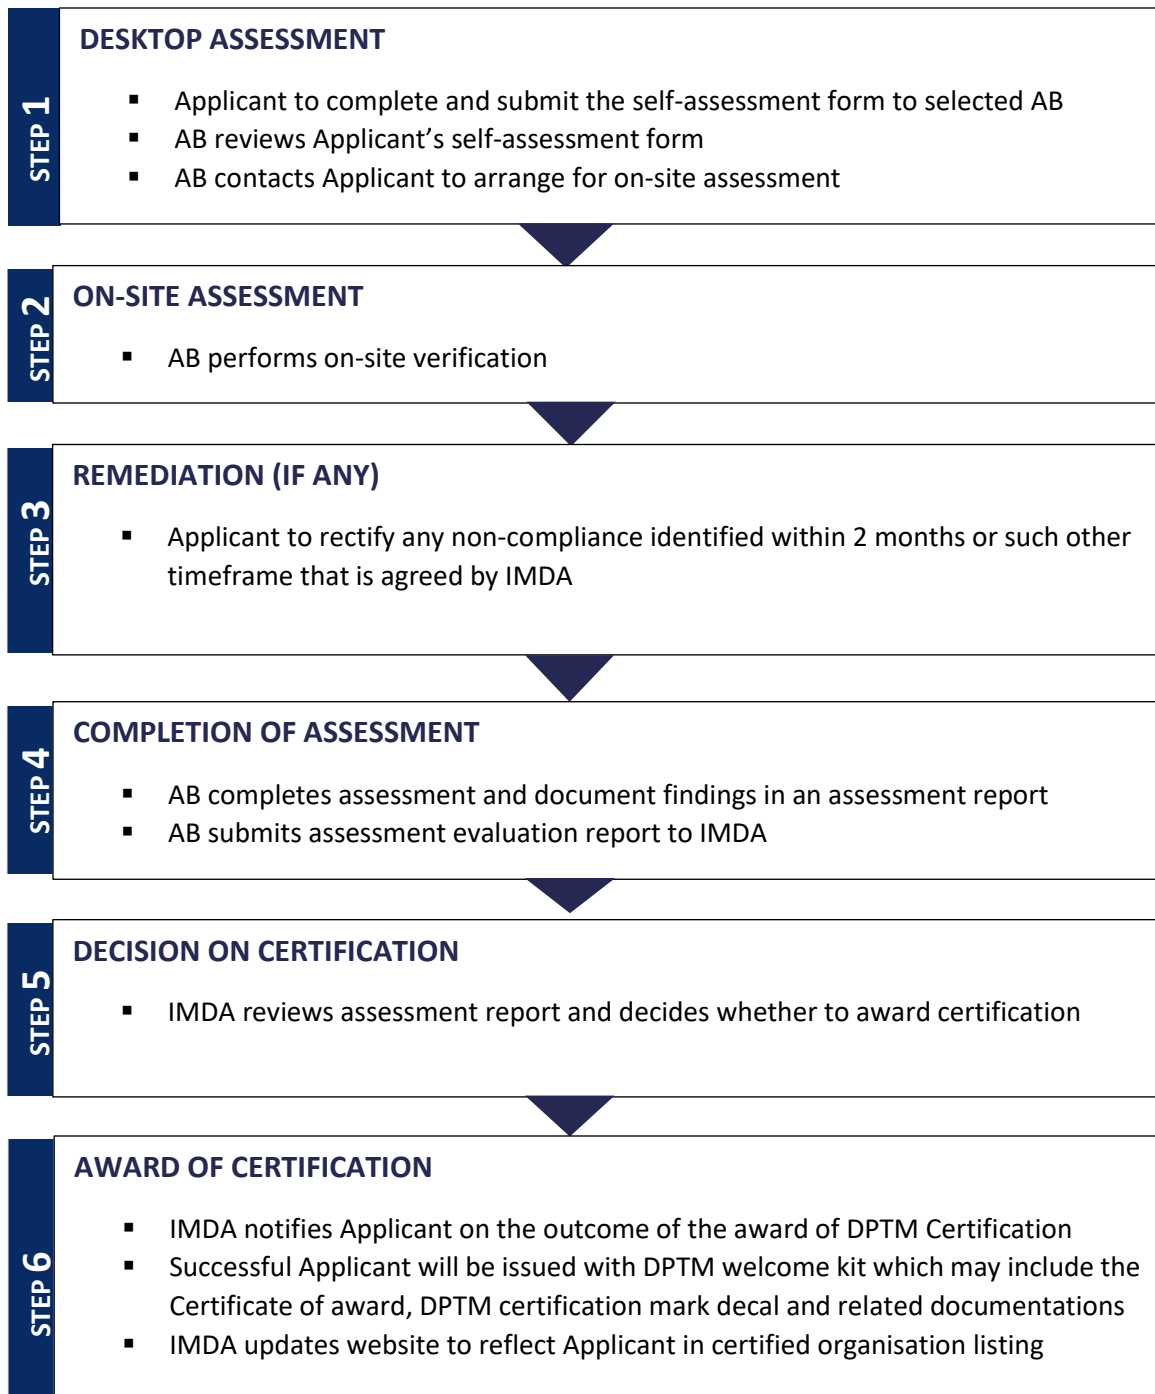 STEP 1
DESKTOP ASSESSMENT
▪ Applicant to complete and submit the self-assessment form to selected AB
▪ AB reviews Applicant’s self-assessment form
▪ AB contacts Applicant to arrange for on-site assessment
STEP 2
ON-SITE ASSESSMENT
▪ AB performs on-site verification
STEP 3
REMEDIATION (IF ANY)
▪ Applicant to rectify any non-compliance identified within 2 months or such other
timeframe that is agreed by IMDA
STEP 4
COMPLETION OF ASSESSMENT
▪ AB completes assessment and document findings in an assessment report
▪ AB submits assessment evaluation report to IMDA
STEP 5
DECISION ON CERTIFICATION
▪ IMDA reviews assessment report and decides whether to award certification
STEP 6
AWARD OF CERTIFICATION
▪ IMDA notifies Applicant on the outcome of the award of DPTM Certification
▪ Successful Applicant will be issued with DPTM welcome kit which may include the
Certificate of award, DPTM certification mark decal and related documentations
▪ IMDA updates website to reflect Applicant in certified organisation listing